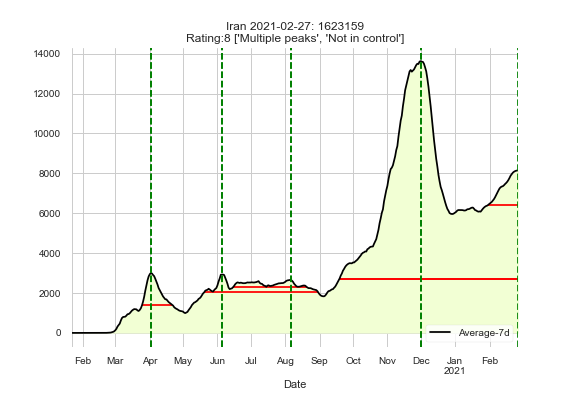 Iran 2021-02-27: 1623159
Rating:8 ['Multiple peaks', 'Not in control']
14000
12000
10000
8000
6000
4000
2000
0
Average-7d
Feb Mar Apr May Jun Jul Aug Sep Oct Nov Dec Jan Feb
2021
Date